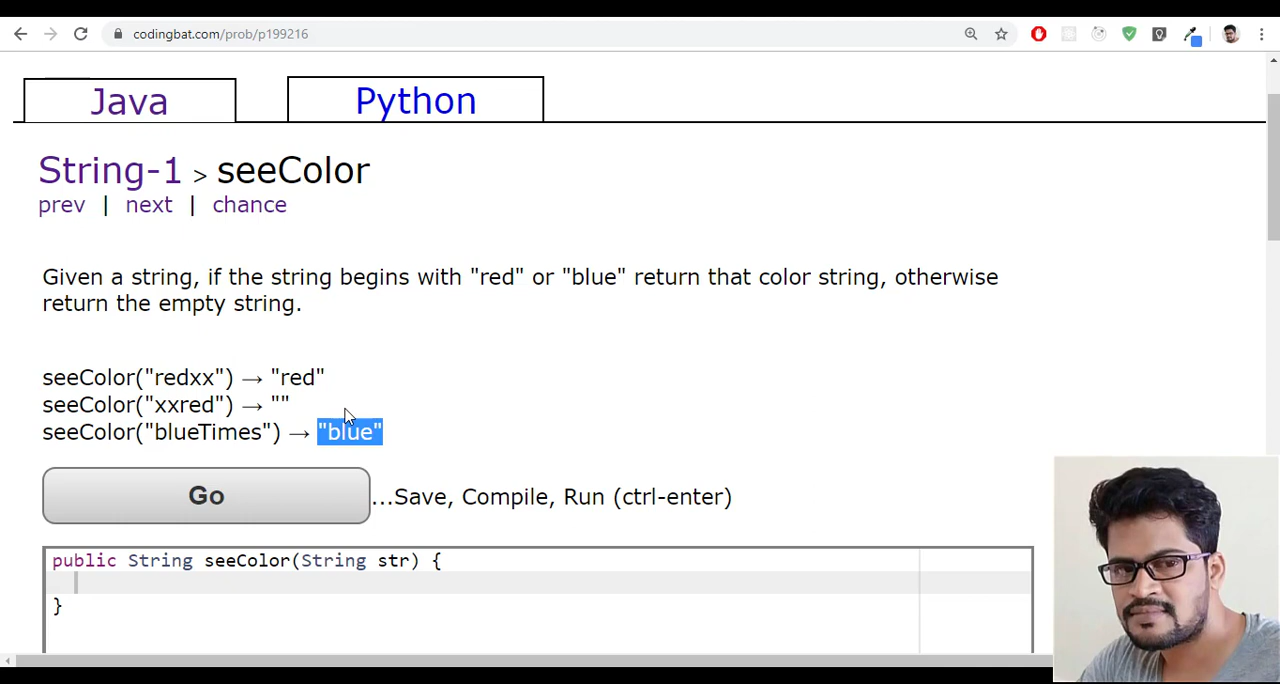 codingbat.com/prob/p199216
Java
Python
String-1 > seeColor
prev | next | chance
Given a string, if the string begins with "red" or "blue" return that color string, otherwise
return the empty string.
seeColor("redxx") → "red"
seeColor("xxred") → ""
seeColor("blueTimes") → "blue"
Go
...Save, Compile, Run (ctrl-enter)
public String seeColor(String str) {
}